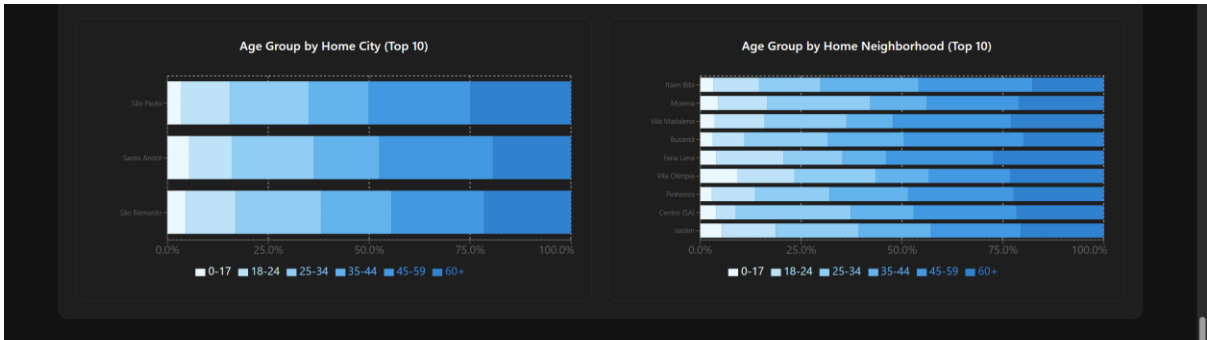 Age Group by Home City (Top 10)
São Paulo
Santo André
São Bernardo
0.0% 25.0% 50.0% 75.0% 100.0%
0-17 18-24 25-34 35-44 45-59 60+
Age Group by Home Neighborhood (Top 10)
Itaim Bibi
Moema
Vila Madalena
Butantã
Faria Lima
Vila Olímpia
Pinheiros
Centro (SA)
Jardim
0.0% 25.0% 50.0% 75.0% 100.0%
0-17 18-24 25-34 35-44 45-59 60+